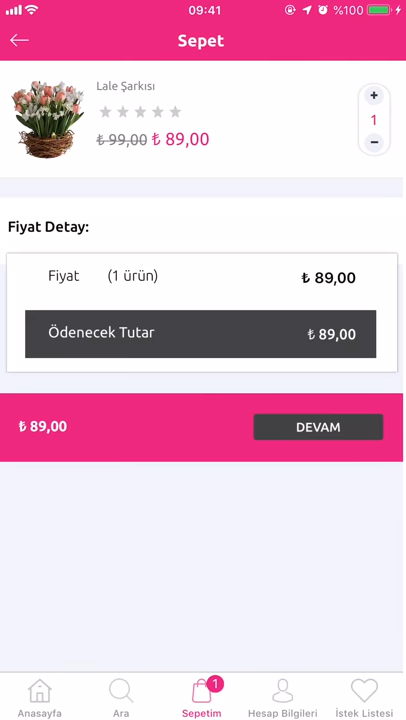 09:41
%100
Sepet
Lale Şarkısı
₺ 99,00 ₺ 89,00
+
1
−
Fiyat Detay:
Fiyat (1 ürün) ₺ 89,00
Ödenecek Tutar ₺ 89,00
₺ 89,00 DEVAM
1
Anasayfa Ara Sepetim Hesap Bilgileri İstek Listesi